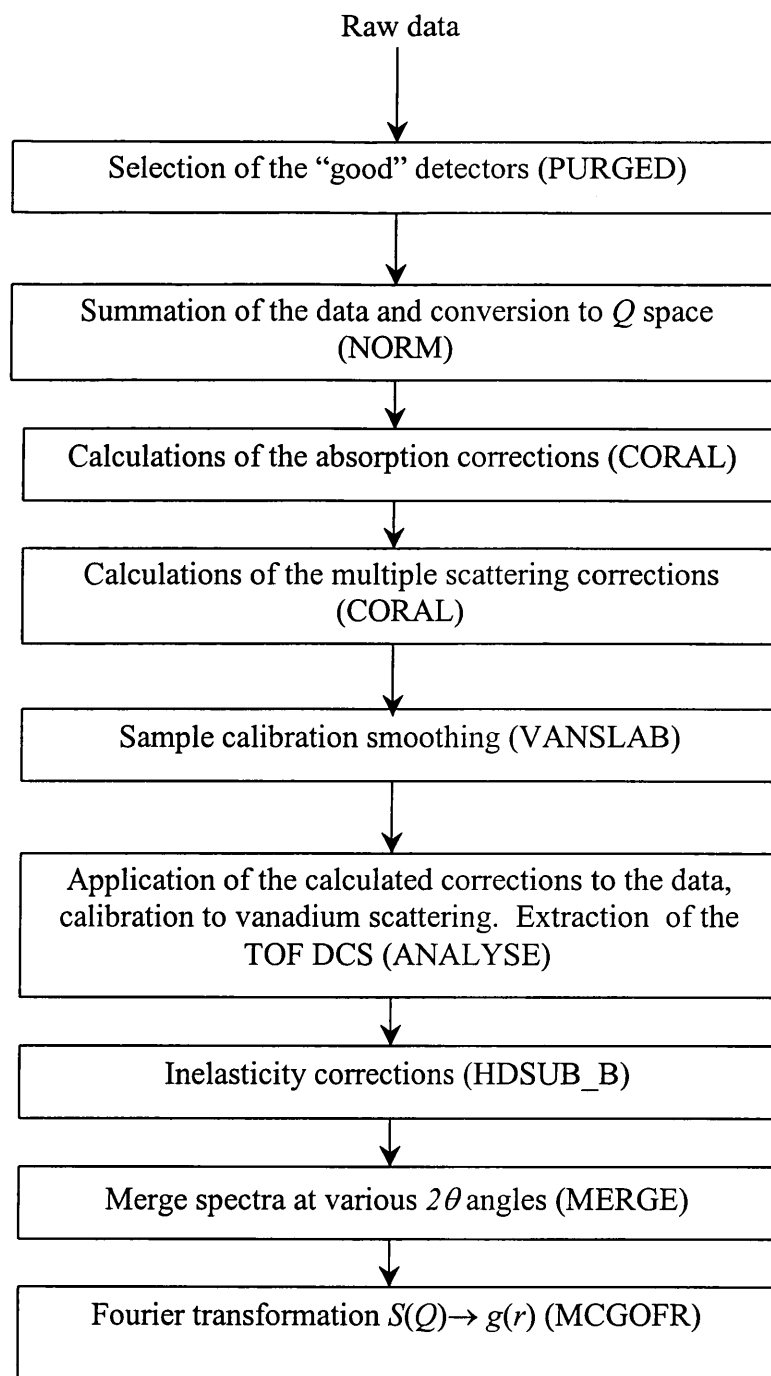 Raw data
Selection of the “good” detectors (PURGED)
Summation of the data and conversion to Q space
(NORM)
Calculations of the absorption corrections (CORAL)
Calculations of the multiple scattering corrections
(CORAL)
Sample calibration smoothing (VANSLAB)
Application of the calculated corrections to the data,
calibration to vanadium scattering. Extraction of the
TOF DCS (ANALYSE)
Inelasticity corrections (HDSUB_B)
Merge spectra at various 2θ angles (MERGE)
Fourier transformation S(Q)→ g(r) (MCGOFR)